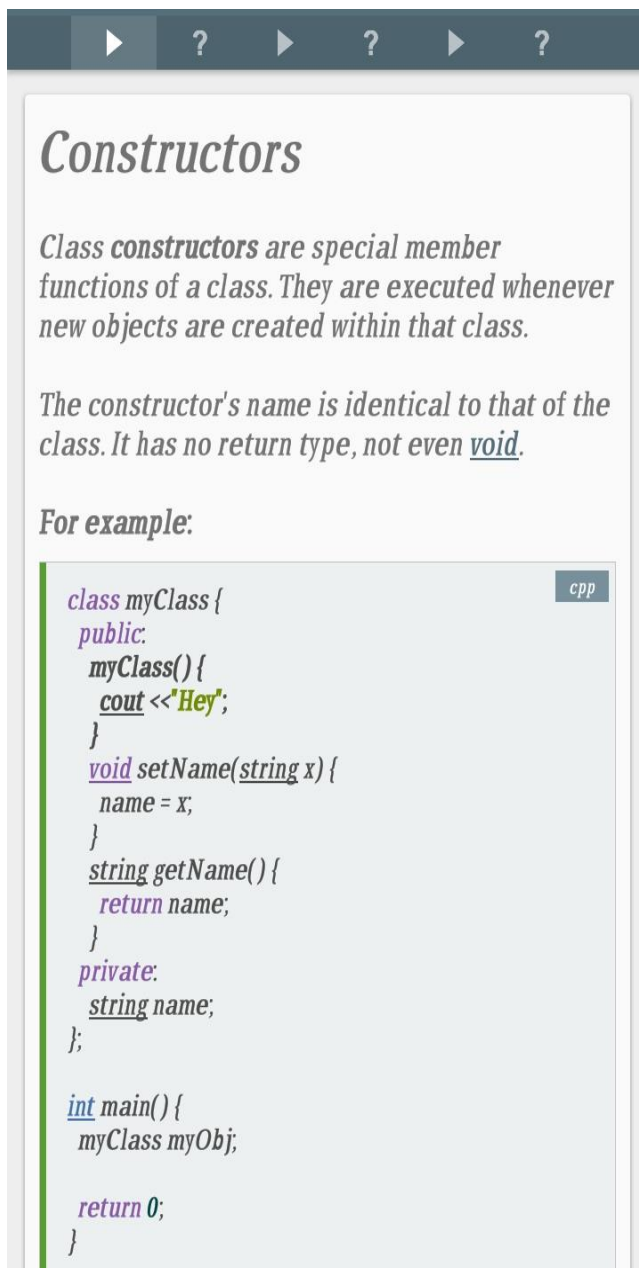 ?
?
?
Constructors
Class constructors are special member
functions of a class. They are executed whenever
new objects are created within that class.
The constructor's name is identical to that of the
class. It has no return type, not even void.
For example:
cpp
class myClass {
public:
myClass() {
cout <<"Hey";
}
void setName(string x) {
name = x;
}
string getName() {
return name;
}
private:
string name;
};
int main() {
myClass myObj;
return 0;
}